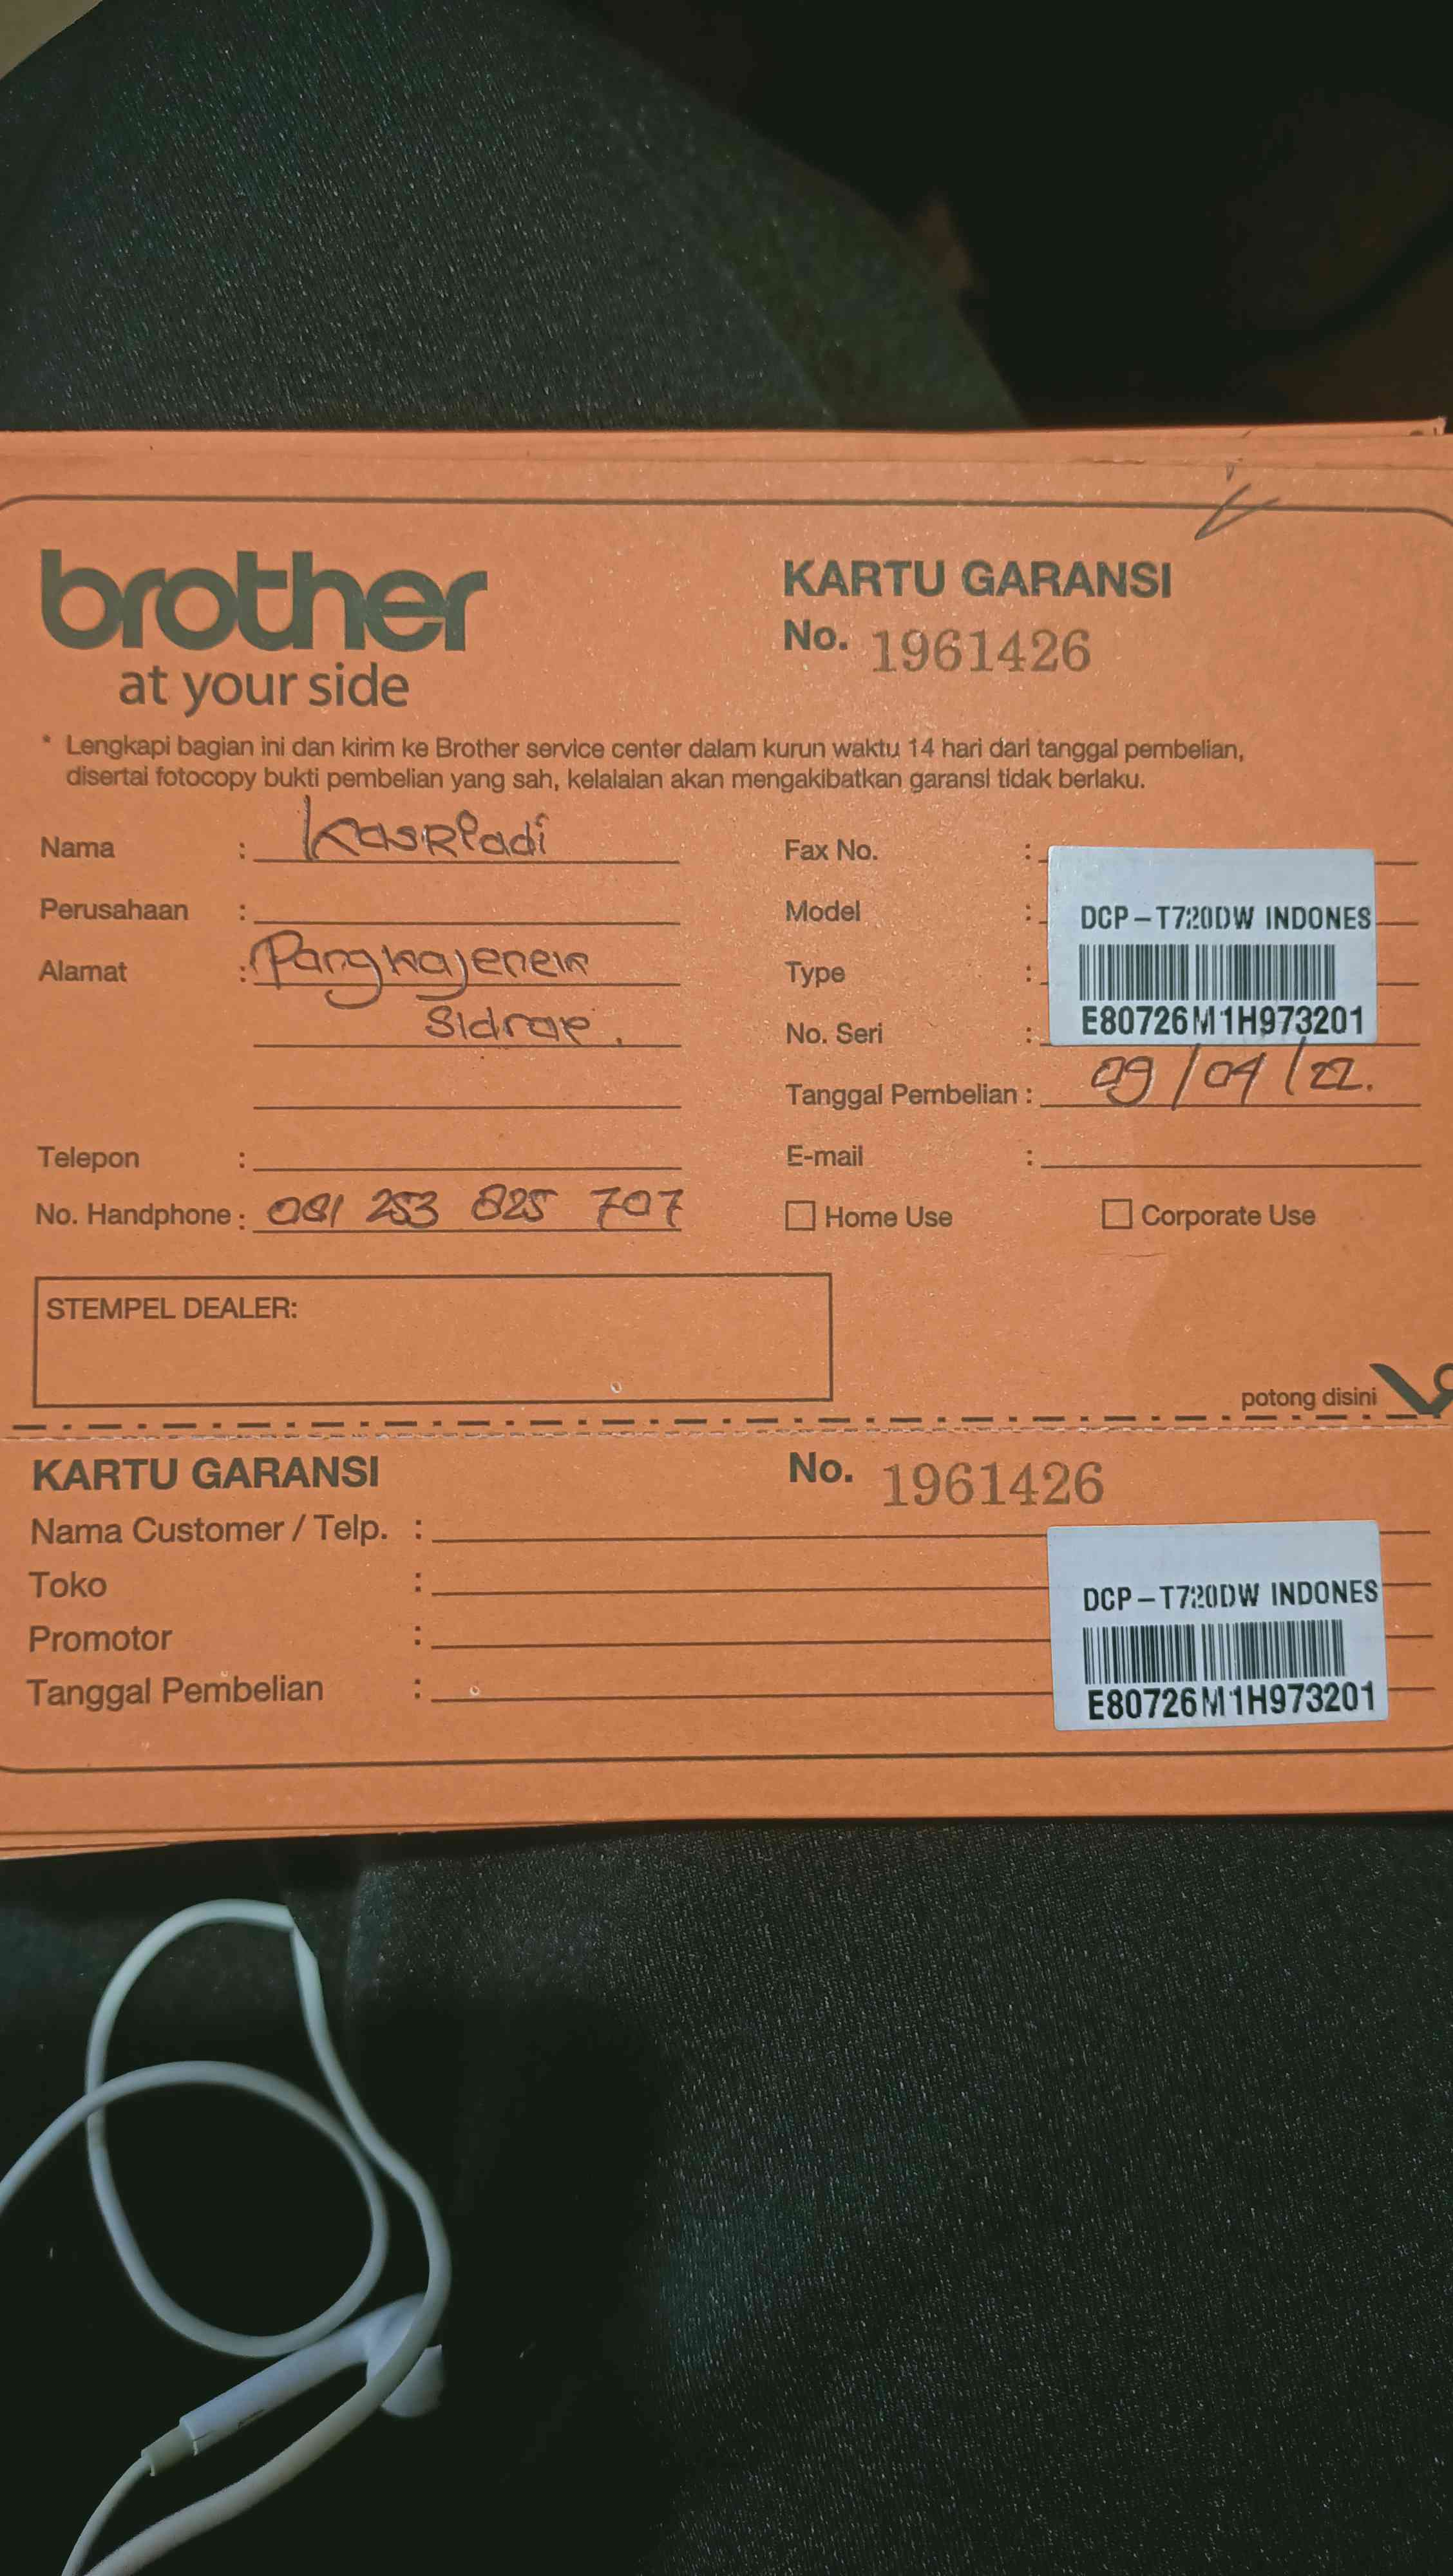 brother
at your side
KARTU GARANSI
No. 1961426
* Lengkapi bagian ini dan kirim ke Brother service center dalam kurun waktu 14 hari dari tanggal pembelian,
disertai fotocopy bukti pembelian yang sah, kelalaian akan mengakibatkan garansi tidak berlaku.
Nama : Kasriadi
Perusahaan :
Alamat :
Sidrap.
Telepon :
No. Handphone : 081 253 825 707
Fax No. :
Model : DCP-T720DW INDONES
Type :
No. Seri : E80726M1H973201
Tanggal Pembelian : 09/04/22.
E-mail :
Home Use Corporate Use
STEMPEL DEALER:
potong disini
KARTU GARANSI No. 1961426
Nama Customer / Telp. :
Toko :
Promotor :
Tanggal Pembelian :
DCP-T720DW INDONES
E80726M1H973201